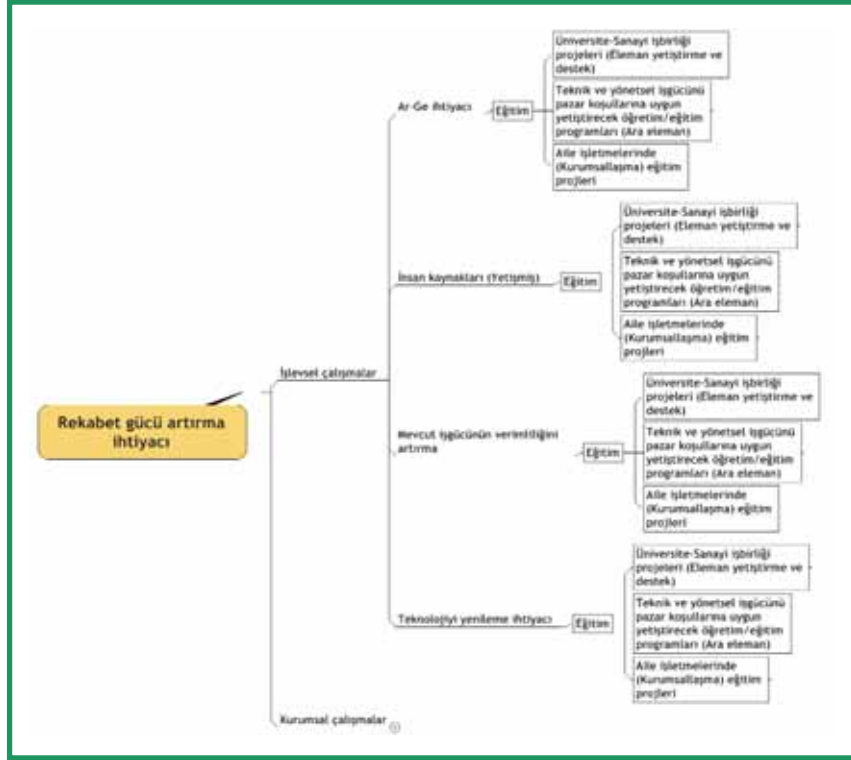 Rekabet gücü artırma
ihtiyacı
İşlevsel çalışmalar
Ar-Ge ihtiyacı
Eğitim
Üniversite-Sanayi işbirliği
projeleri (Eleman yetiştirme ve
destek)
Teknik ve yönetsel işgücünü
pazar koşullarına uygun
yetiştirecek öğretim/eğitim
programları (Ara eleman)
Aile işletmelerinde
(Kurumsallaşma) eğitim
projleri
İnsan kaynakları (Yetişmiş)
Eğitim
Üniversite-Sanayi işbirliği
projeleri (Eleman yetiştirme ve
destek)
Teknik ve yönetsel işgücünü
pazar koşullarına uygun
yetiştirecek öğretim/eğitim
programları (Ara eleman)
Aile işletmelerinde
(Kurumsallaşma) eğitim
projleri
Mevcut işgücünün verimliliğini
artırma
Eğitim
Üniversite-Sanayi işbirliği
projeleri (Eleman yetiştirme ve
destek)
Teknik ve yönetsel işgücünü
pazar koşullarına uygun
yetiştirecek öğretim/eğitim
programları (Ara eleman)
Aile işletmelerinde
(Kurumsallaşma) eğitim
projleri
Teknolojiyi yenileme ihtiyacı
Eğitim
Üniversite-Sanayi işbirliği
projeleri (Eleman yetiştirme ve
destek)
Teknik ve yönetsel işgücünü
pazar koşullarına uygun
yetiştirecek öğretim/eğitim
programları (Ara eleman)
Aile işletmelerinde
(Kurumsallaşma) eğitim
projleri
Kurumsal çalışmalar